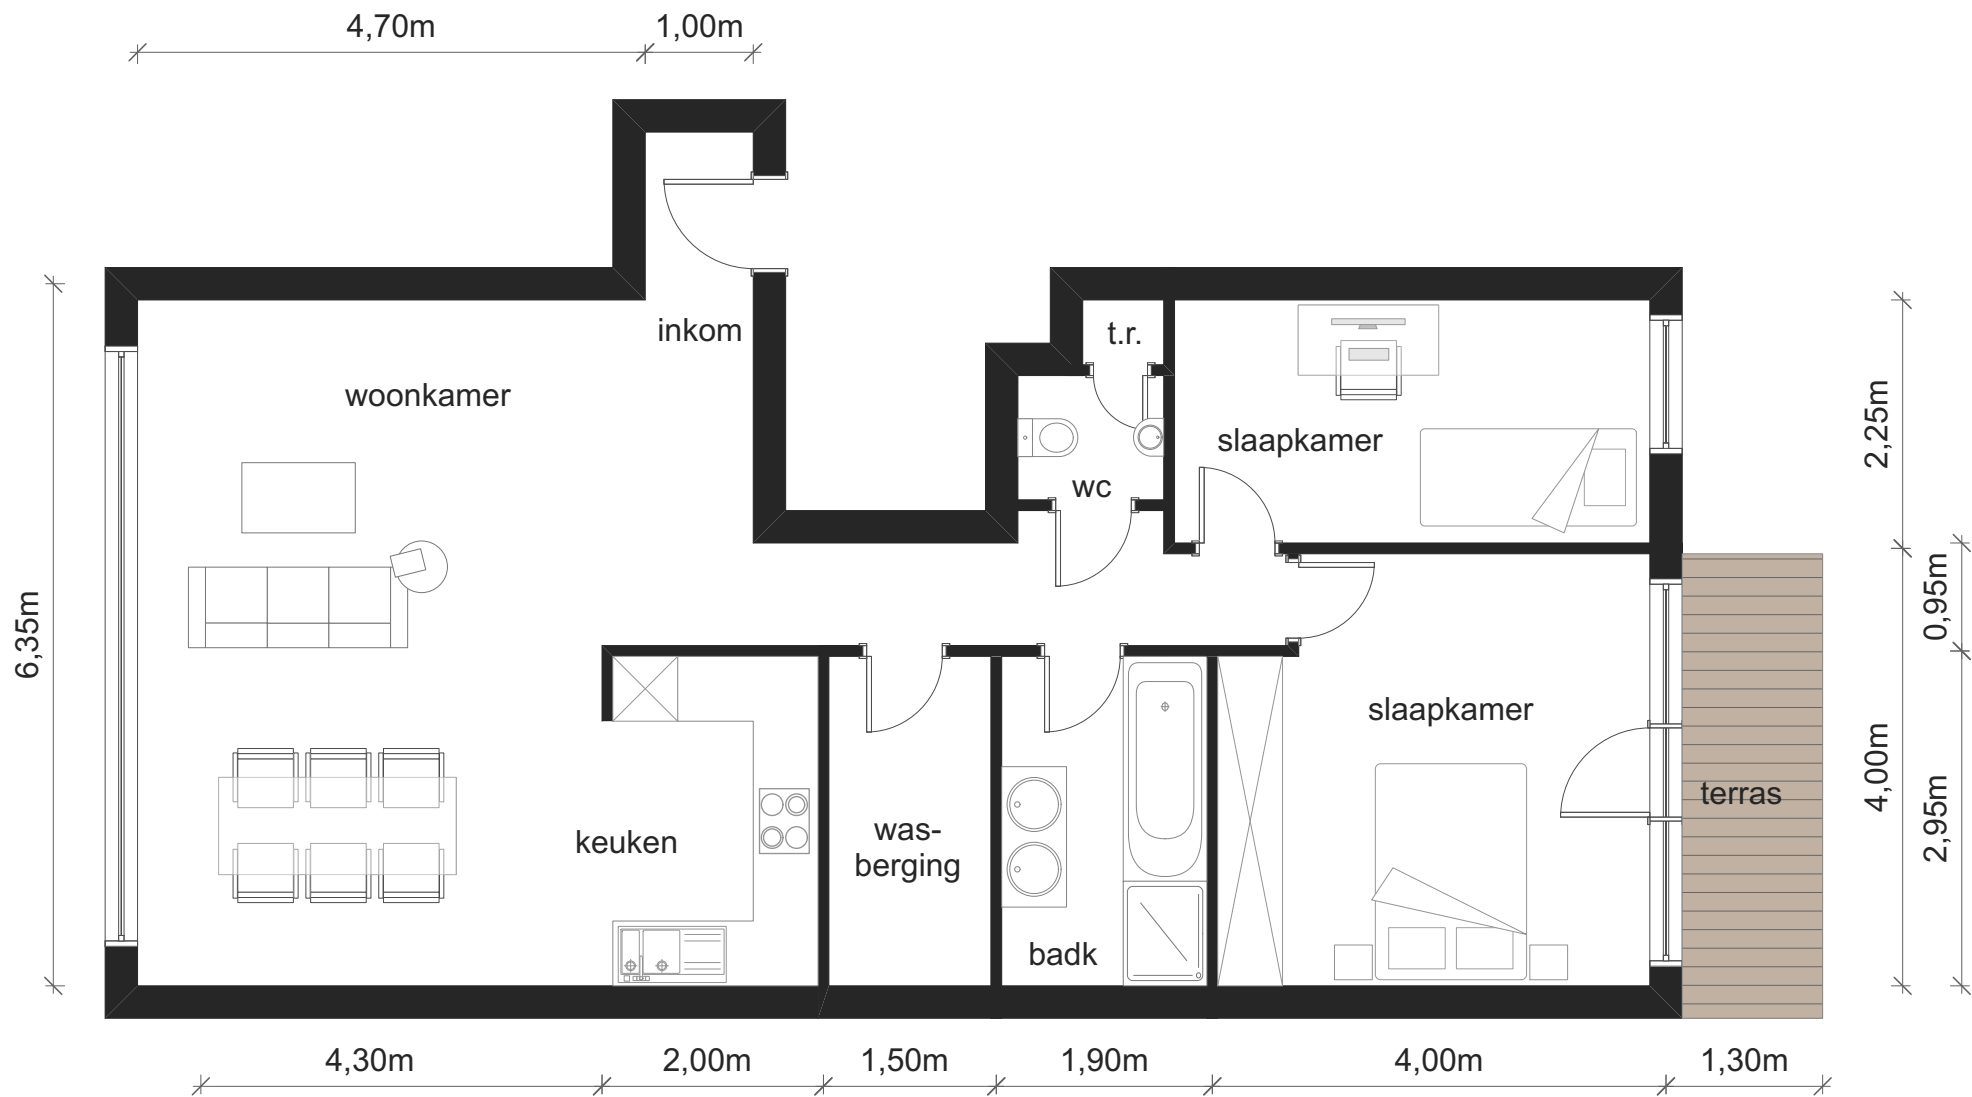 4,70m
1,00m
inkom
t.r.
woonkamer
slaapkamer
wc
2,25m
0,95m
6,35m
slaapkamer
4,00m
terras
2,95m
keuken
was-
berging
badk
4,30m
2,00m
1,50m
1,90m
4,00m
1,30m